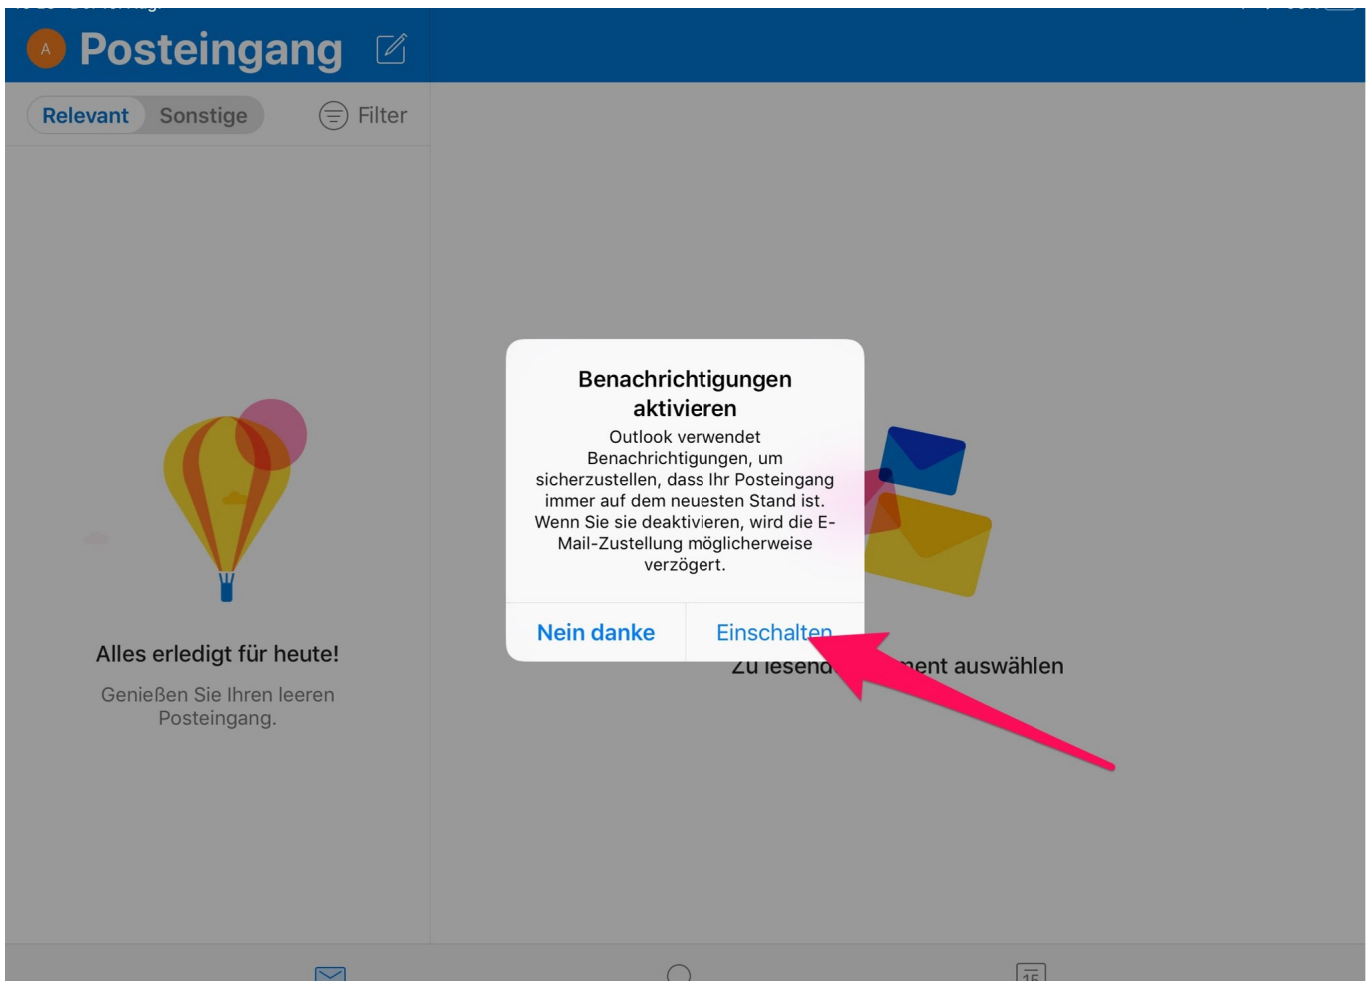 A Posteingang
Relevant Sonstige Filter
Benachrichtigungen
aktivieren
Outlook verwendet
Benachrichtigungen, um
sicherzustellen, dass Ihr Posteingang
immer auf dem neuesten Stand ist.
Wenn Sie sie deaktivieren, wird die E-
Mail-Zustellung möglicherweise
verzögert.
Nein danke Einschalten
Alles erledigt für heute!
Genießen Sie Ihren leeren
Posteingang.
auswählen
15